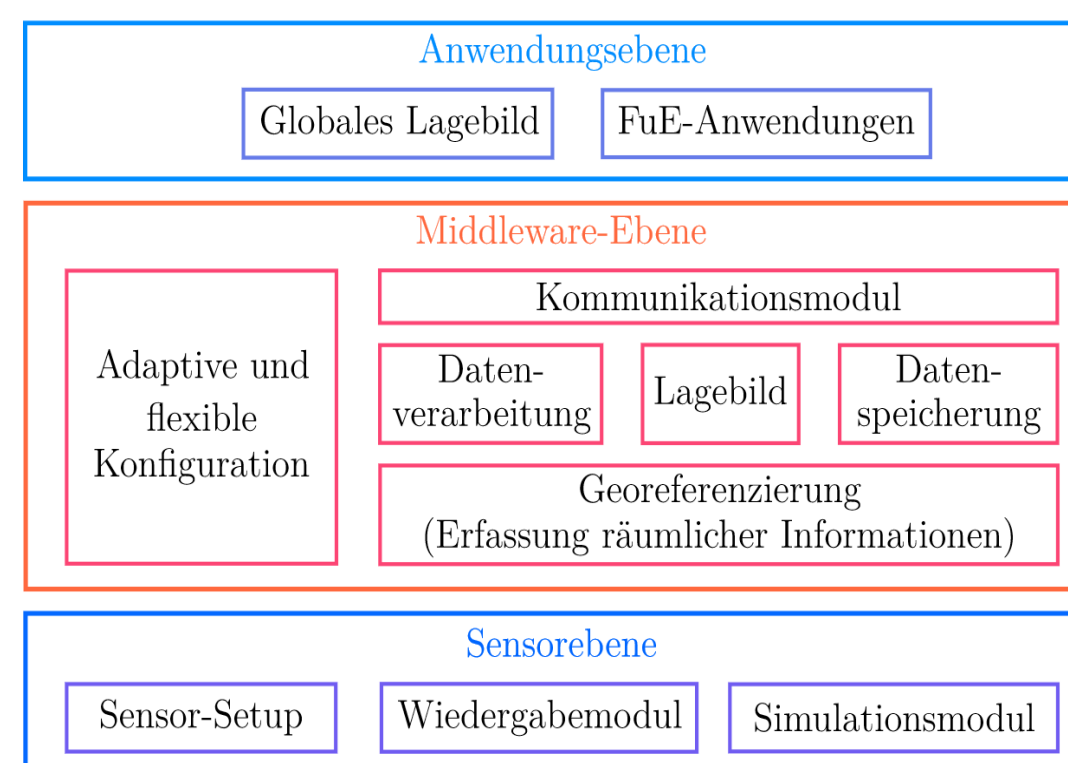 Anwendungsebene
Globales Lagebild
FuE-Anwendungen
Middleware-Ebene
Adaptive und
flexible
Konfiguration
Kommunikationsmodul
Daten-
verarbeitung
Lagebild
Daten-
speicherung
Georeferenzierung
(Erfassung räumlicher Informationen)
Sensorebene
Sensor-Setup
Wiedergabemodul
Simulationsmodul